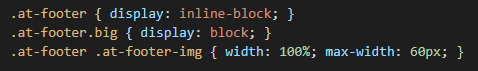 .at-footer { display: inline-block; }
.at-footer.big { display: block; }
.at-footer .at-footer-img { width: 100%; max-width: 60px; }